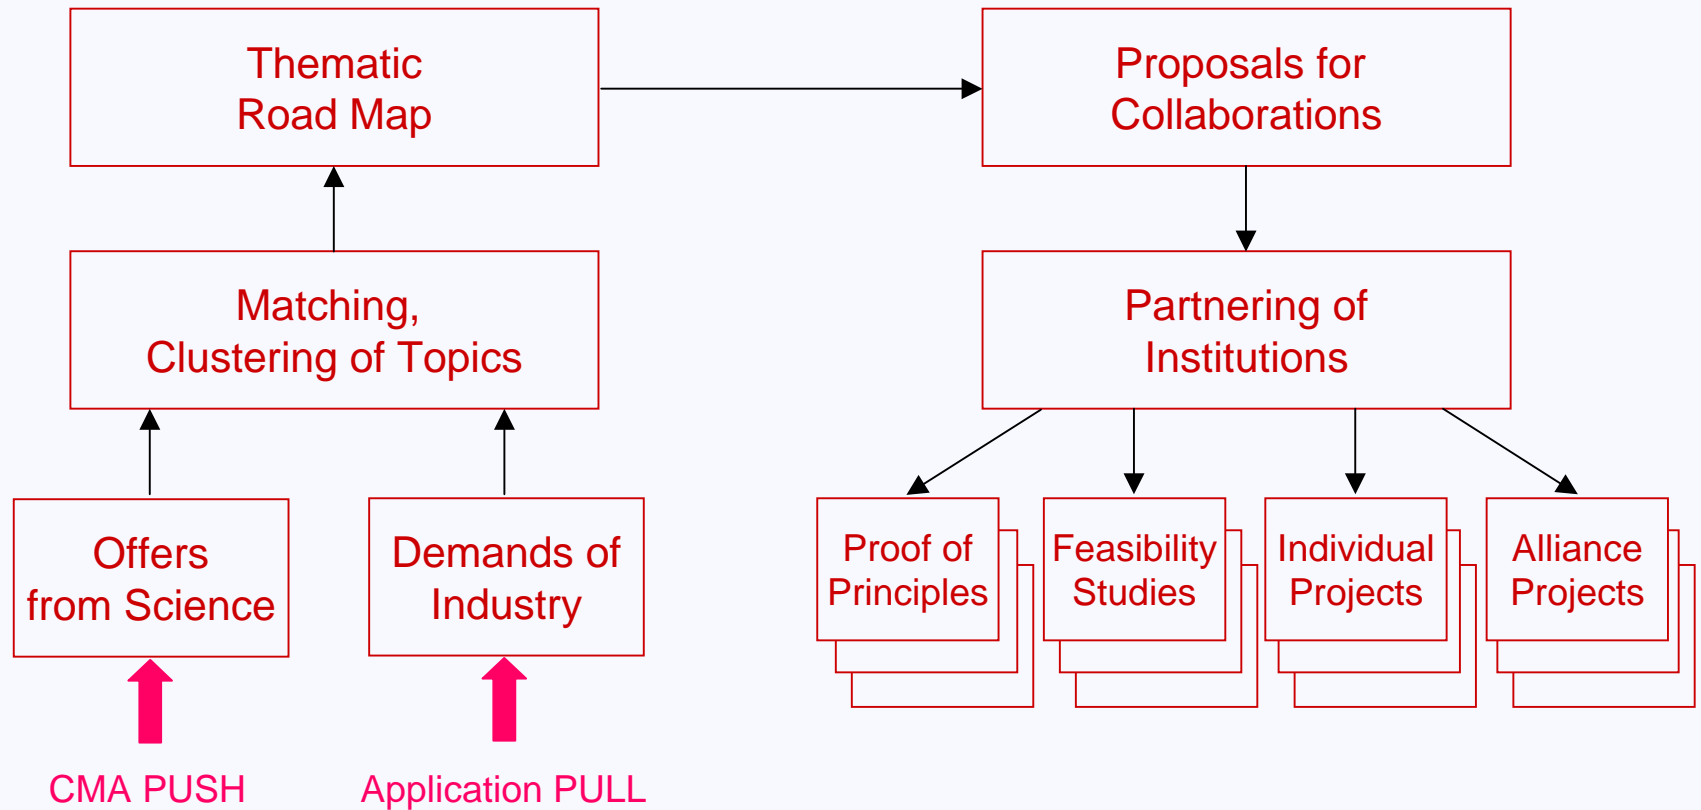 Thematic
Road Map
Proposals for
Collaborations
Matching,
Clustering of Topics
Partnering of
Institutions
Offers
from Science
Demands of
Industry
Proof of
Principles
Feasibility
Studies
Individual
Projects
Alliance
Projects
CMA PUSH
Application PULL